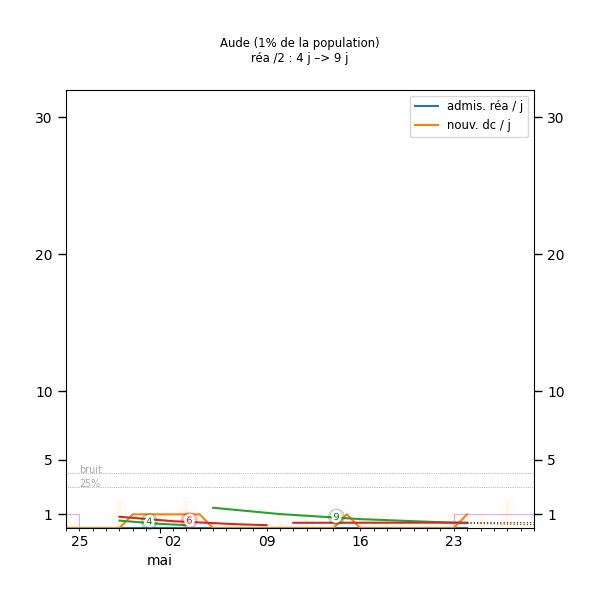 Aude (1% de la population)
réa /2 : 4 j –> 9 j
admis. réa / j
nouv. dc / j
30 30
20 20
10 10
5 5
bruit
25%
1 1
4 6 9
25 02 09 16 23
mai